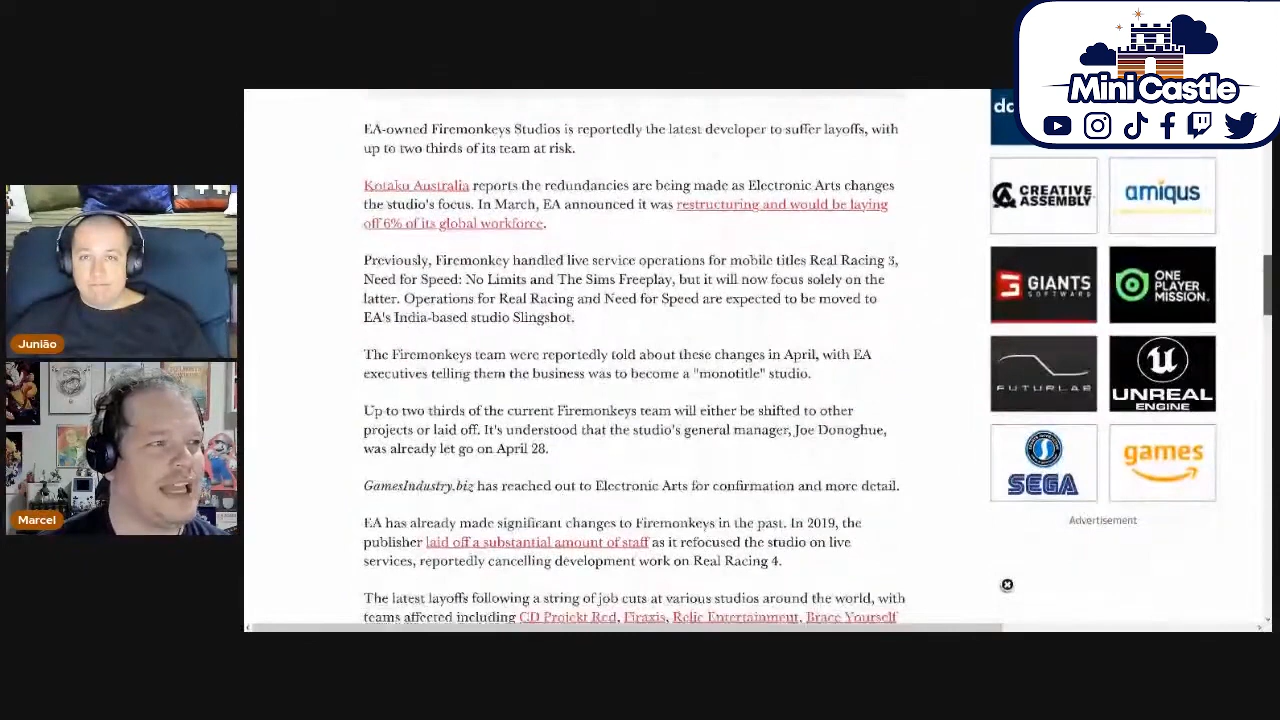 Mini Castle
EA-owned Firemonkeys Studios is reportedly the latest developer to suffer layoffs, with
up to two thirds of its team at risk.
Kotaku Australia reports the redundancies are being made as Electronic Arts changes
the studio's focus. In March, EA announced it was restructuring and would be laying
off 6% of its global workforce.
Previously, Firemonkey handled live service operations for mobile titles Real Racing 3,
Need for Speed: No Limits and The Sims Freeplay, but it will now focus solely on the
latter. Operations for Real Racing and Need for Speed are expected to be moved to
EA's India-based studio Slingshot.
The Firemonkeys team were reportedly told about these changes in April, with EA
executives telling them the business was to become a "monotitle" studio.
Up to two thirds of the current Firemonkeys team will either be shifted to other
projects or laid off. It's understood that the studio's general manager, Joe Donoghue,
was already let go on April 28.
GamesIndustry.biz has reached out to Electronic Arts for confirmation and more detail.
EA has already made significant changes to Firemonkeys in the past. In 2019, the
publisher laid off a substantial amount of staff as it refocused the studio on live
services, reportedly cancelling development work on Real Racing 4.
The latest layoffs following a string of job cuts at various studios around the world, with
teams affected including CD Projekt Red, Firaxis, Relic Entertainment, Brace Yourself
CREATIVE
ASSEMBLY
amiqus
GIANTS
SOFTWARE
ONE
PLAYER
MISSION.
FUTURLAB
UNREAL
ENGINE
SEGA
games
Advertisement
Junião
Marcel